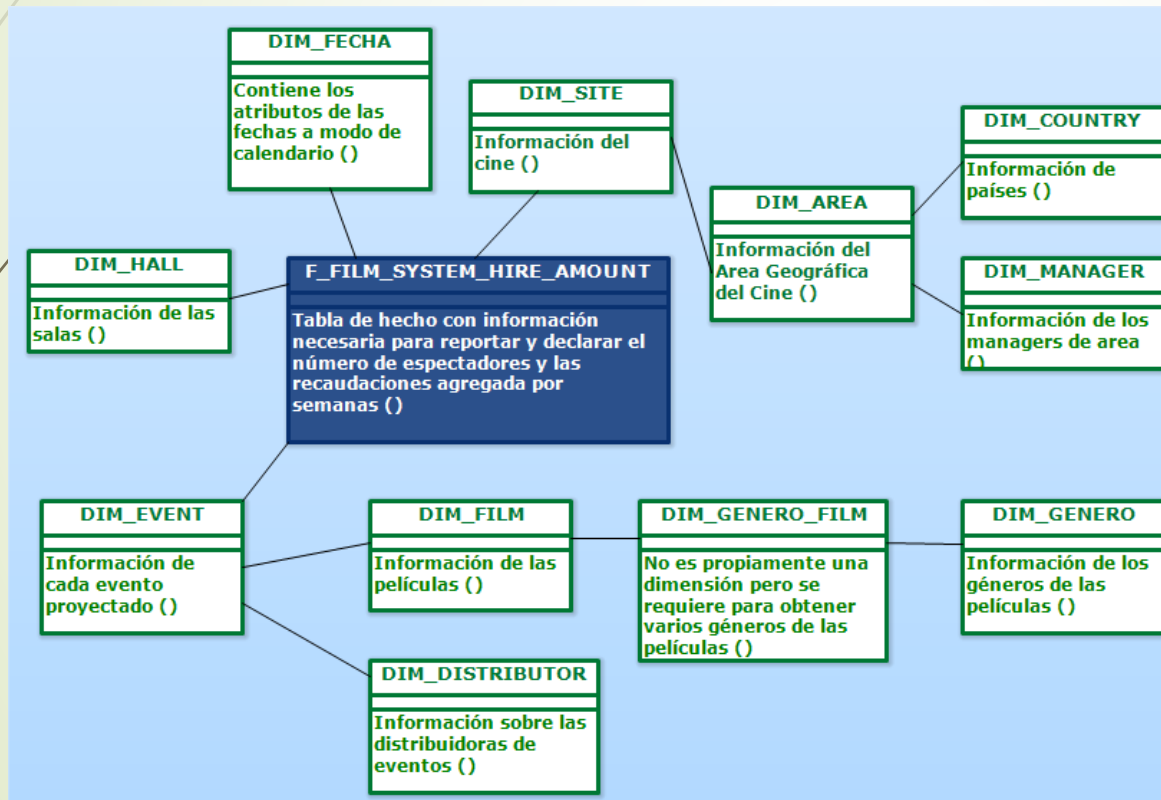 DIM_FECHA
Contiene los
atributos de las
fechas a modo de
calendario ()
DIM_SITE
Información del
cine ()
DIM_COUNTRY
Información de
países ()
DIM_AREA
Información del
Area Geográfica
del Cine ()
DIM_HALL
Información de las
salas ()
F_FILM_SYSTEM_HIRE_AMOUNT
Tabla de hecho con información
necesaria para reportar y declarar el
número de espectadores y las
recaudaciones agregada por
semanas ()
DIM_MANAGER
Información de los
managers de area
()
DIM_EVENT
Información de
cada evento
proyectado ()
DIM_FILM
Información de las
películas ()
DIM_GENERO_FILM
No es propiamente una
dimensión pero se
requiere para obtener
varios géneros de las
películas ()
DIM_GENERO
Información de los
géneros de las
películas ()
DIM_DISTRIBUTOR
Información sobre las
distribuidoras de
eventos ()